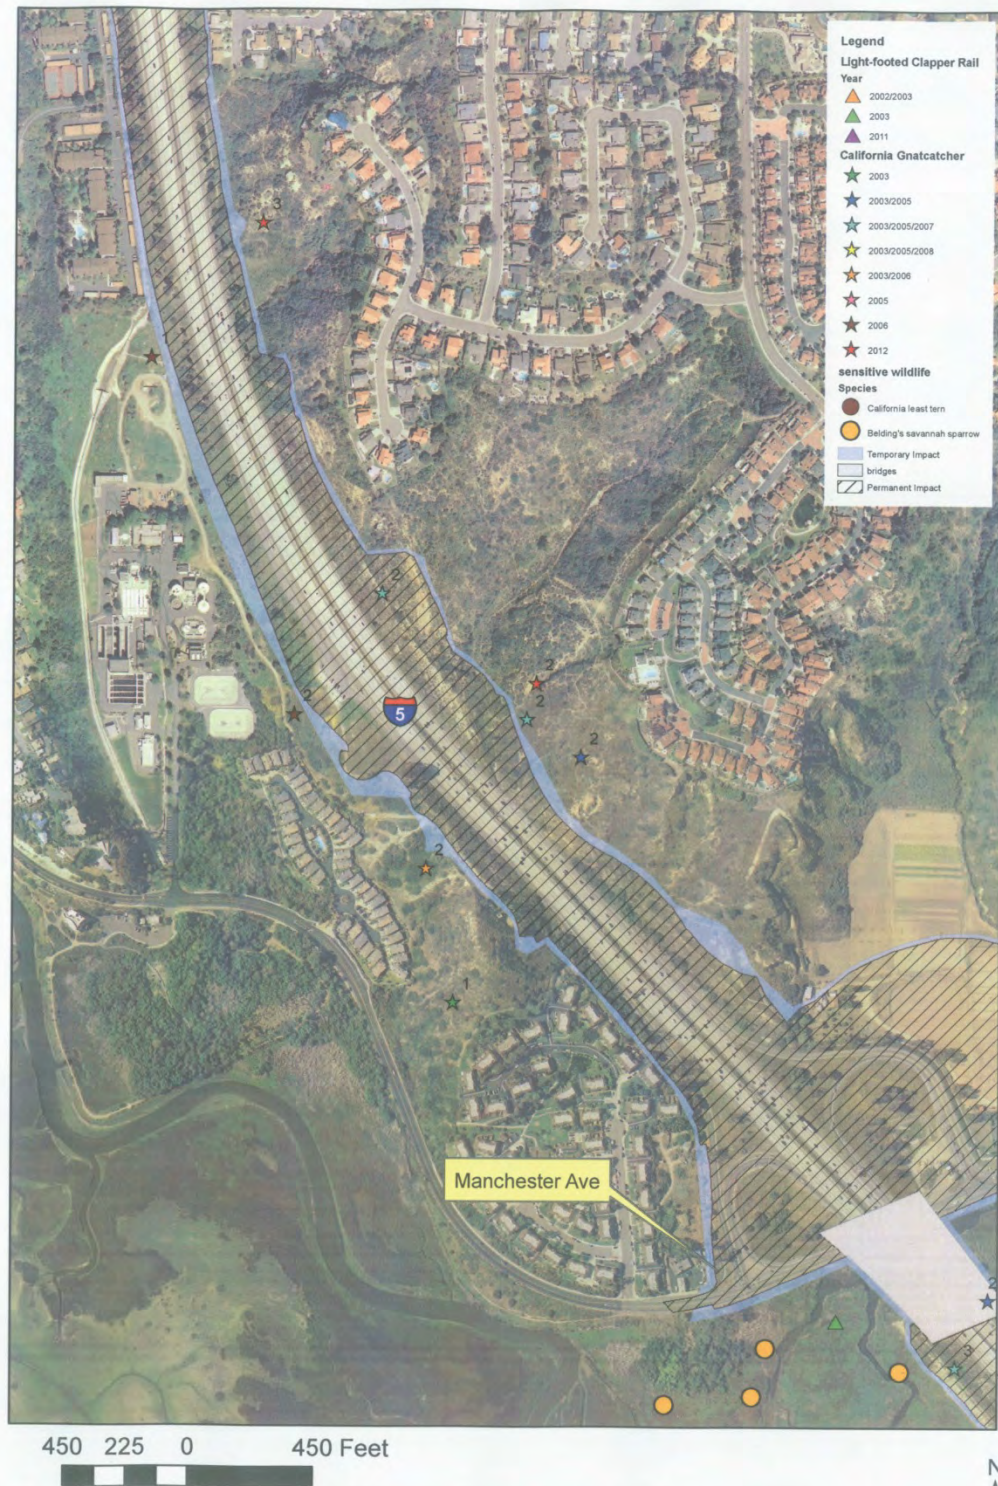 Legend
Light-footed Clapper Rail
Year
2002/2003
2003
2011
California Gnatcatcher
2003
2003/2005
2003/2005/2007
2003/2005/2008
2003/2006
2005
2006
2012
sensitive wildlife
Species
California least tern
Belding's savannah sparrow
Temporary Impact
bridges
Permanent Impact
3
2
2
2
2
2
5
2
1
Manchester Ave
2
3
450 225 0 450 Feet
N